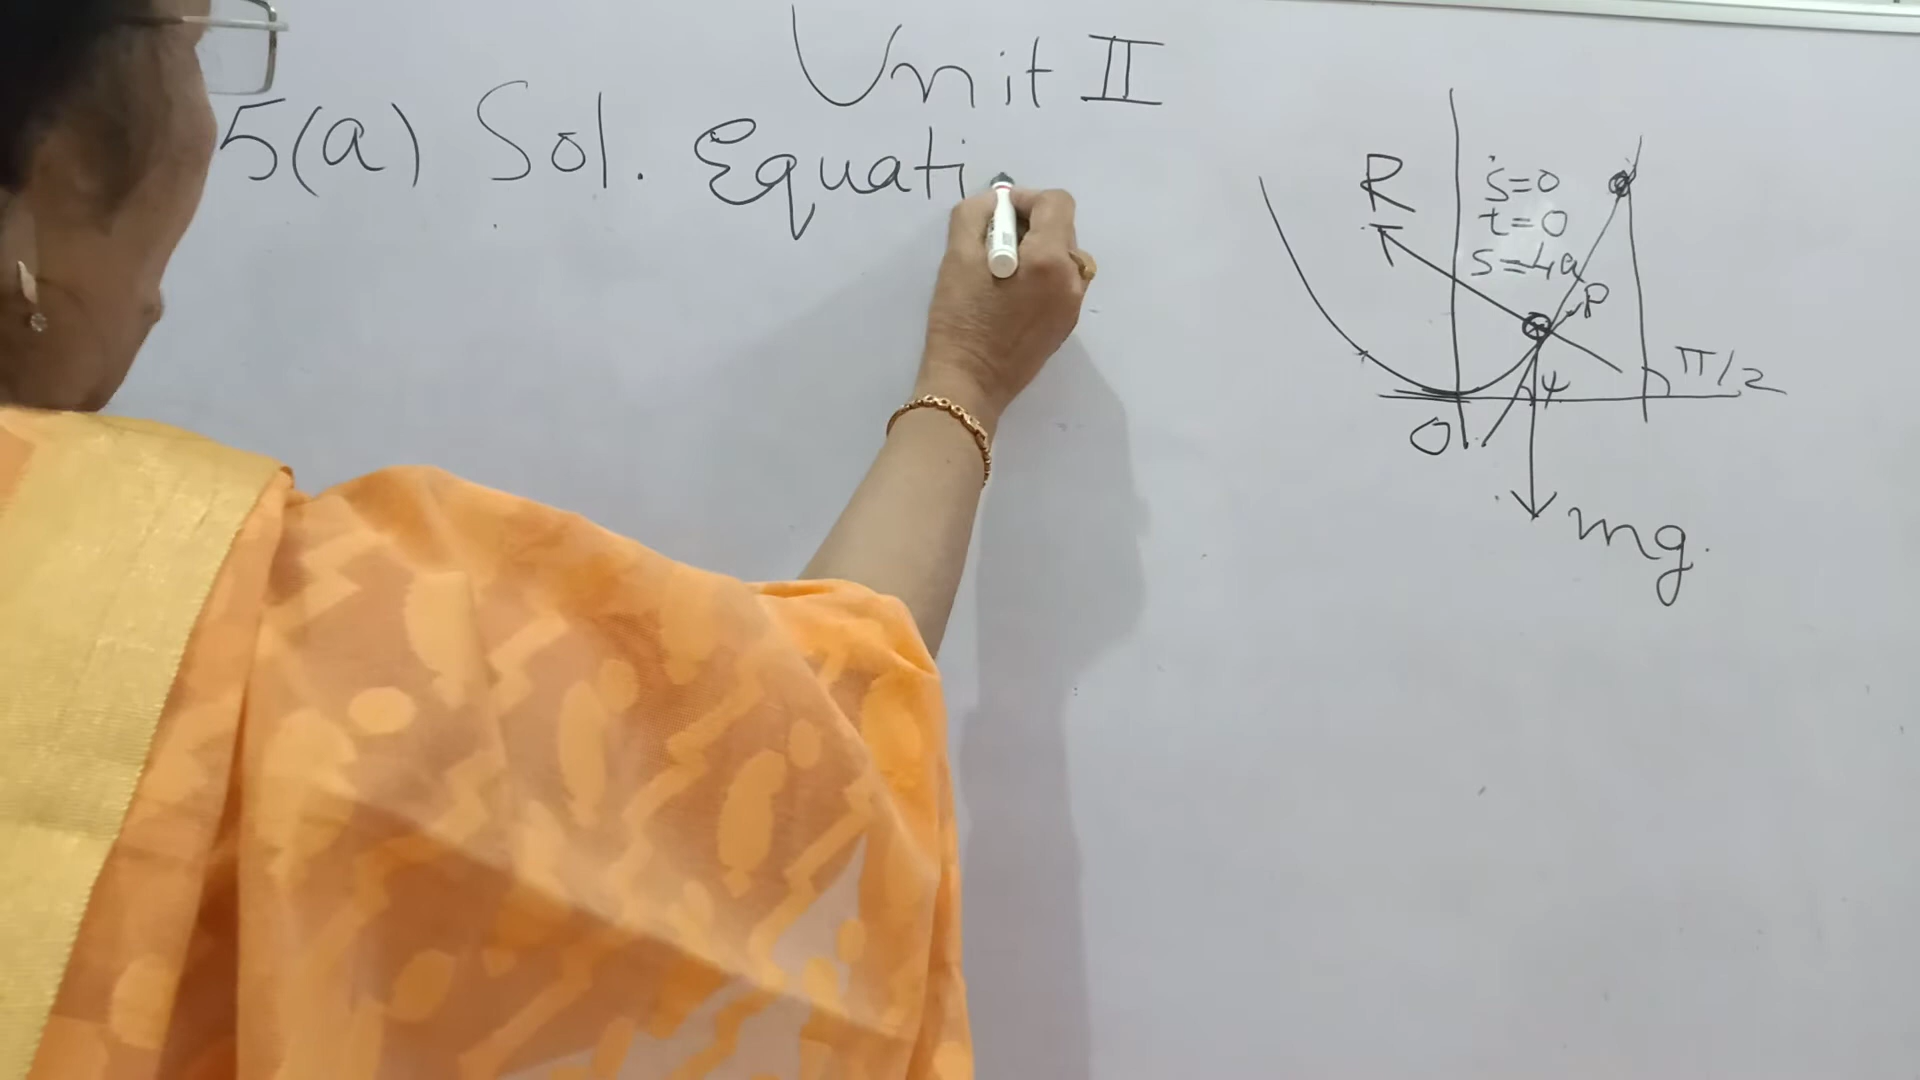 Unit II
5(a) Sol. Equati
R
ṡ=0
t=0
s=4a
P
π/2
ψ
O
mg.